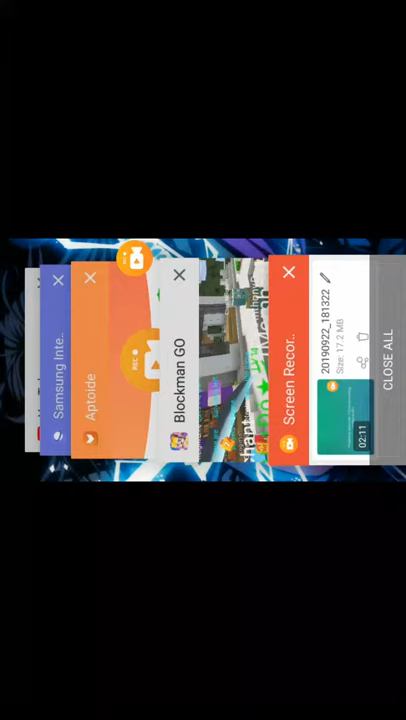 Samsung Inte..
Aptoide
REC
Blockman GO
Screen Recor..
20190922_181322
Size: 17.2 MB
02:11
CLOSE ALL